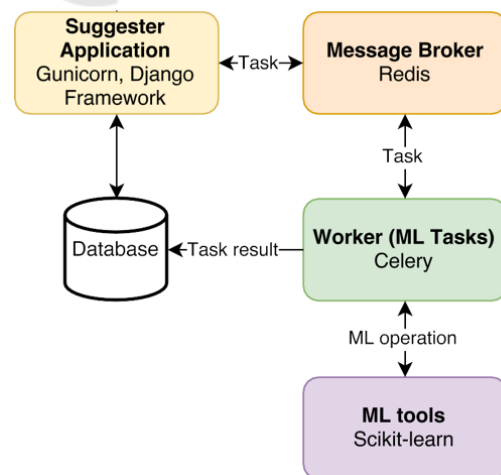 Suggester
Application
Gunicorn, Django
Framework
Task
Message Broker
Redis
Task
Database
Task result
Worker (ML Tasks)
Celery
ML operation
ML tools
Scikit-learn